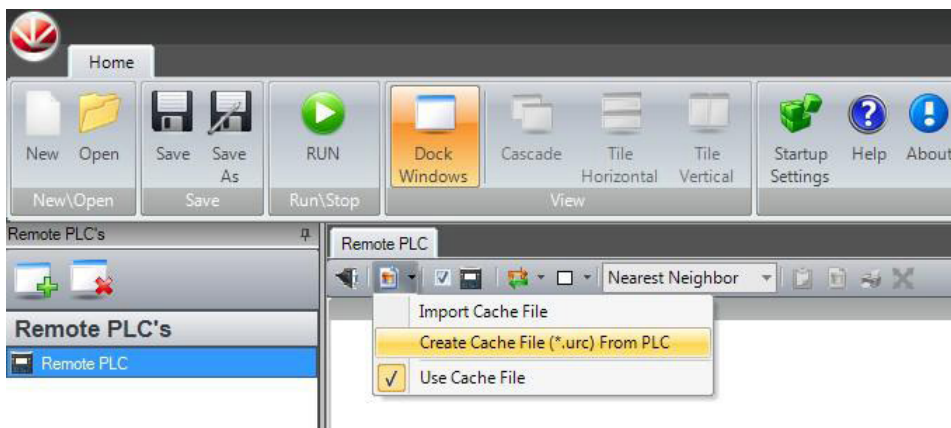 Home
New
Open
Save
Save
As
RUN
Dock
Windows
Cascade
Tile
Horizontal
Tile
Vertical
Startup
Settings
Help
About
New\Open
Save
Run\Stop
View
Remote PLC's
Remote PLC
Nearest Neighbor
Import Cache File
Create Cache File (*.urc) From PLC
Use Cache File
Remote PLC's
Remote PLC